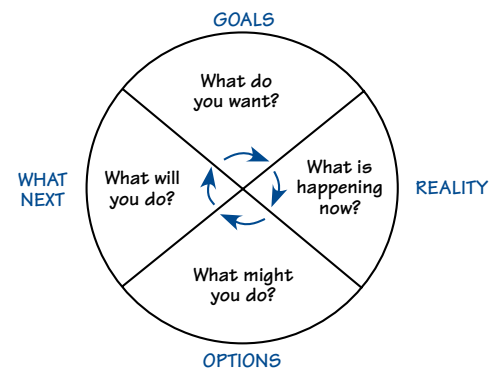 GOALS
What do
you want?
WHAT
NEXT
What will
you do?
What is
happening
now?
REALITY
What might
you do?
OPTIONS